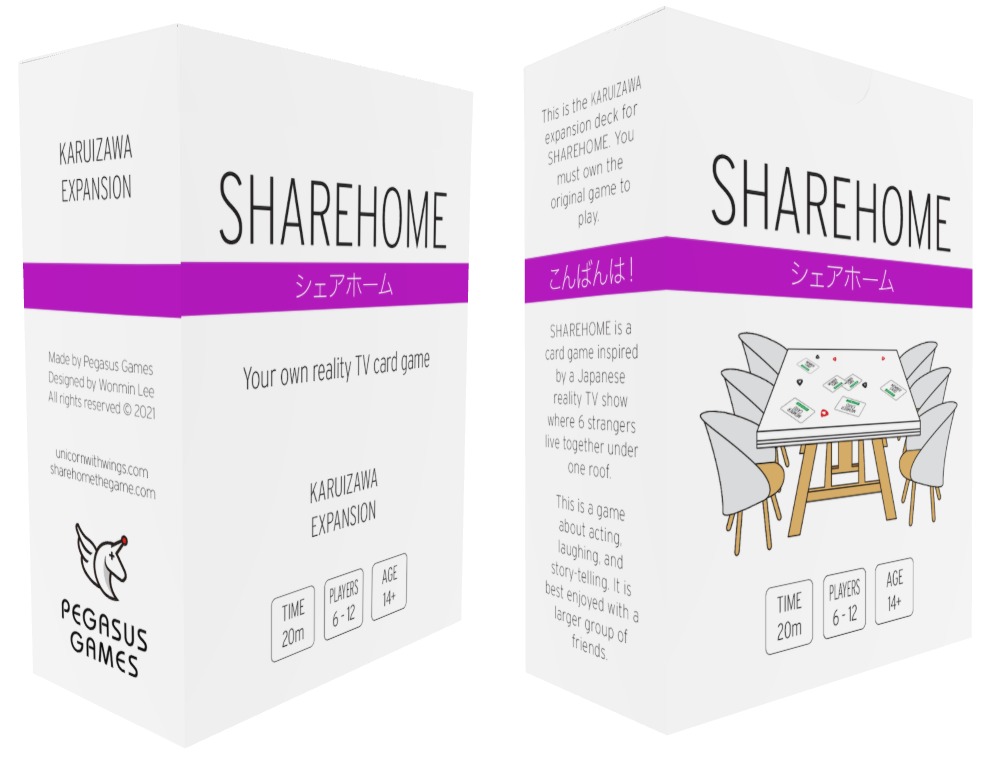 KARUIZAWA
EXPANSION
Made by Pegasus Games
Designed by Wonmin Lee
All rights reserved © 2021
unicornwithwings.com
sharehomethegame.com
PEGASUS
GAMES
SHAREHOME
シェアホーム
Your own reality TV card game
KARUIZAWA
EXPANSION
TIME
20m
PLAYERS
6 - 12
AGE
14+
This is the KARUIZAWA
expansion deck for
SHAREHOME. You
must own the
original game to
play.
こんばんは!
SHAREHOME is a
card game inspired
by a Japanese
reality TV show
where 6 strangers
live together under
one roof.
This is a game
about acting,
laughing, and
story-telling. It is
best enjoyed with a
larger group of
friends.
SHAREHOME
シェアホーム
TIME
20m
PLAYERS
6 - 12
AGE
14+